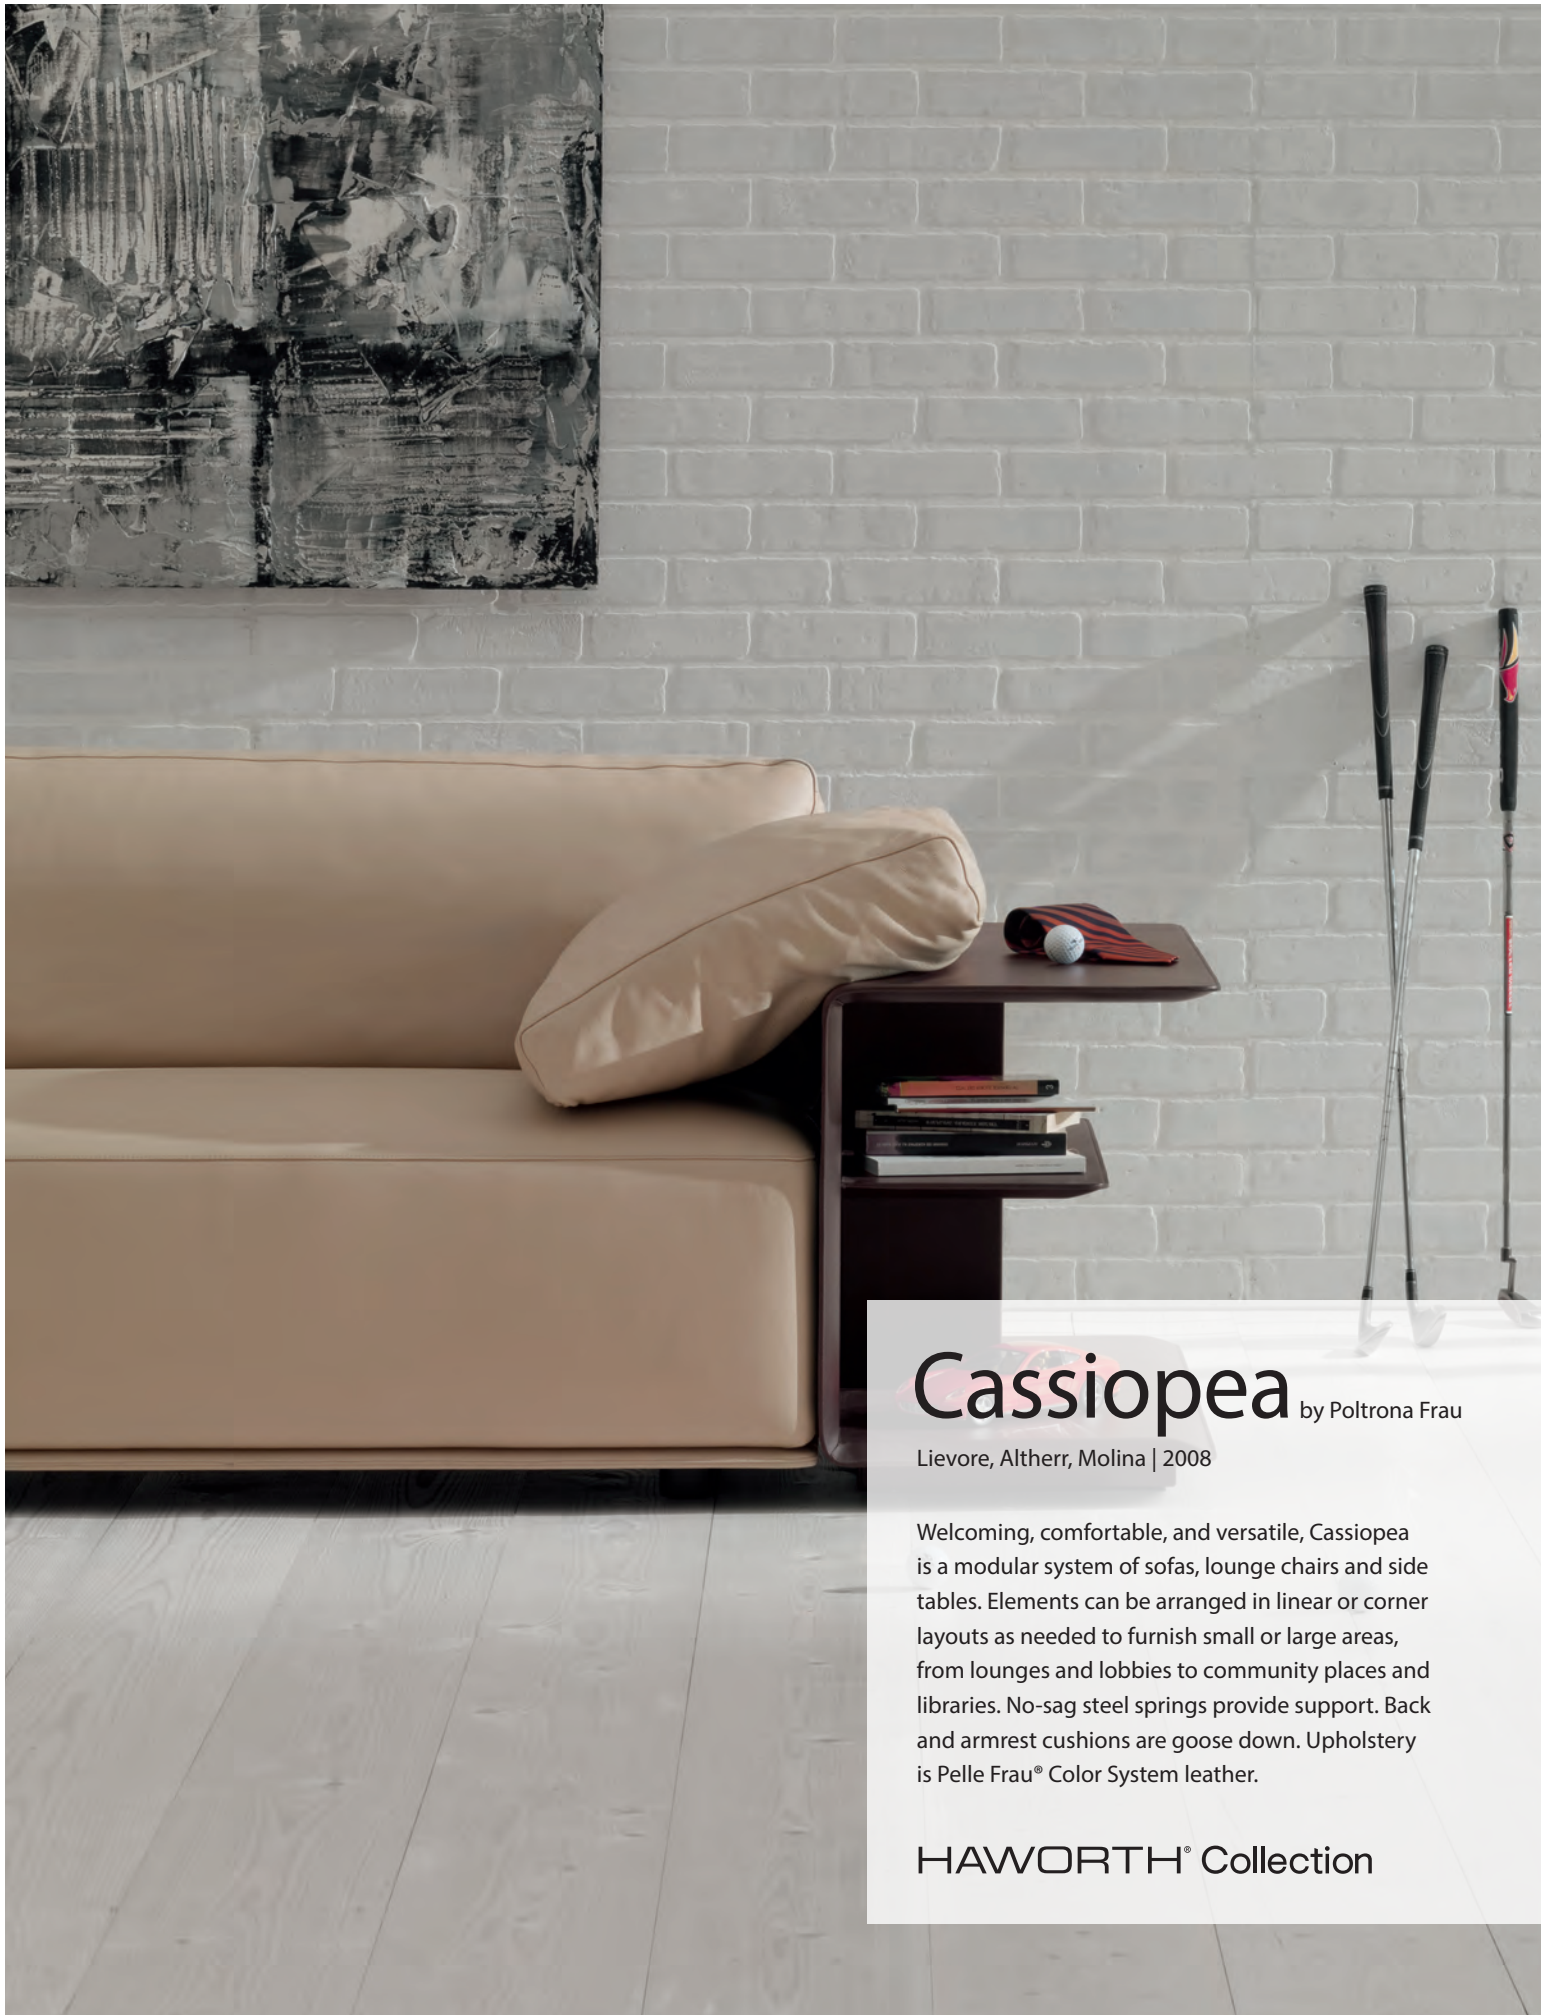 Cassiopea by Poltrona Frau
Lievore, Altherr, Molina | 2008
Welcoming, comfortable, and versatile, Cassiopea
is a modular system of sofas, lounge chairs and side
tables. Elements can be arranged in linear or corner
layouts as needed to furnish small or large areas,
from lounges and lobbies to community places and
libraries. No-sag steel springs provide support. Back
and armrest cushions are goose down. Upholstery
is Pelle Frau® Color System leather.
HAWORTH® Collection